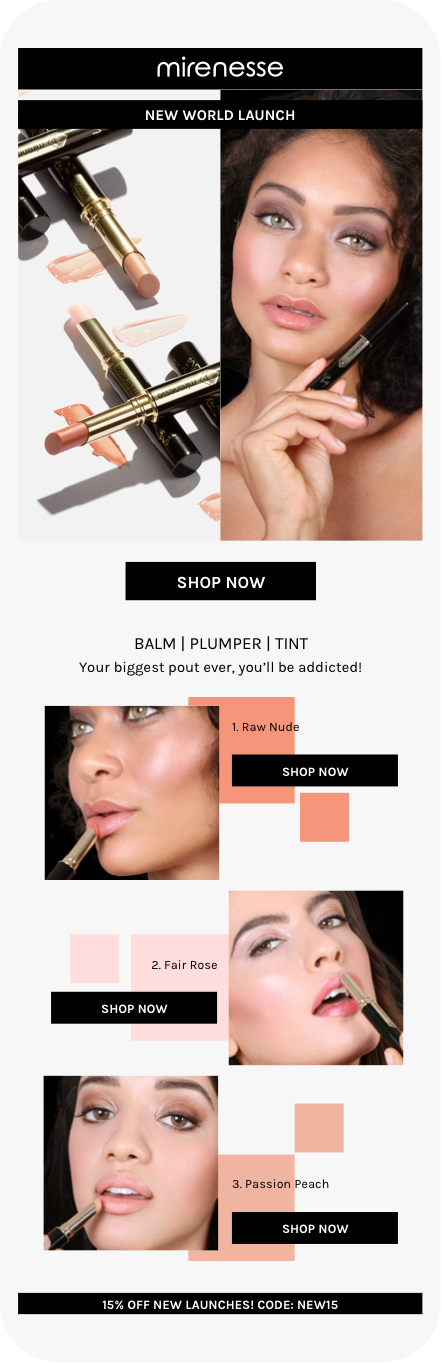 mirenesse
NEW WORLD LAUNCH
SHOP NOW
BALM | PLUMPER | TINT
Your biggest pout ever, you’ll be addicted!
1. Raw Nude
SHOP NOW
2. Fair Rose
SHOP NOW
3. Passion Peach
SHOP NOW
15% OFF NEW LAUNCHES! CODE: NEW15